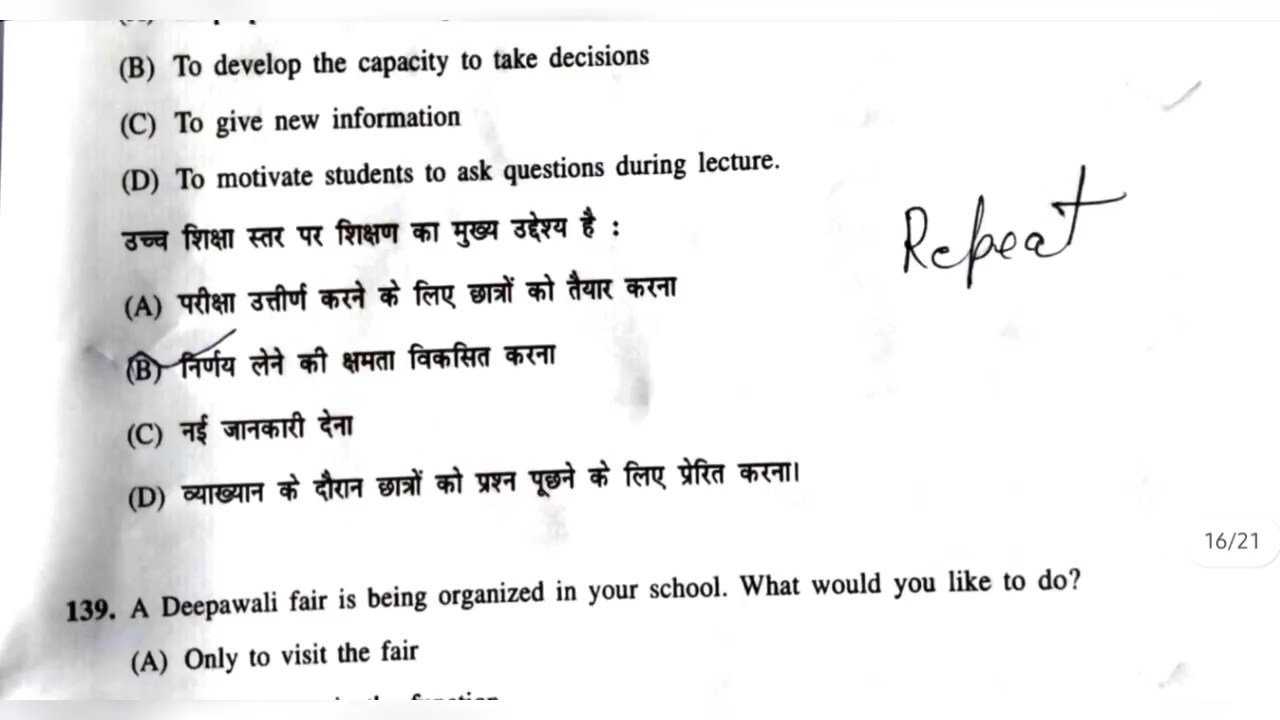 (B) To develop the capacity to take decisions
(C) To give new information
(D) To motivate students to ask questions during lecture.
उच्च शिक्षा स्तर पर शिक्षण का मुख्य उद्देश्य है :
Repeat
(A) परीक्षा उत्तीर्ण करने के लिए छात्रों को तैयार करना
(B) निर्णय लेने की क्षमता विकसित करना
(C) नई जानकारी देना
(D) व्याख्यान के दौरान छात्रों को प्रश्न पूछने के लिए प्रेरित करना।
16/21
139. A Deepawali fair is being organized in your school. What would you like to do?
(A) Only to visit the fair